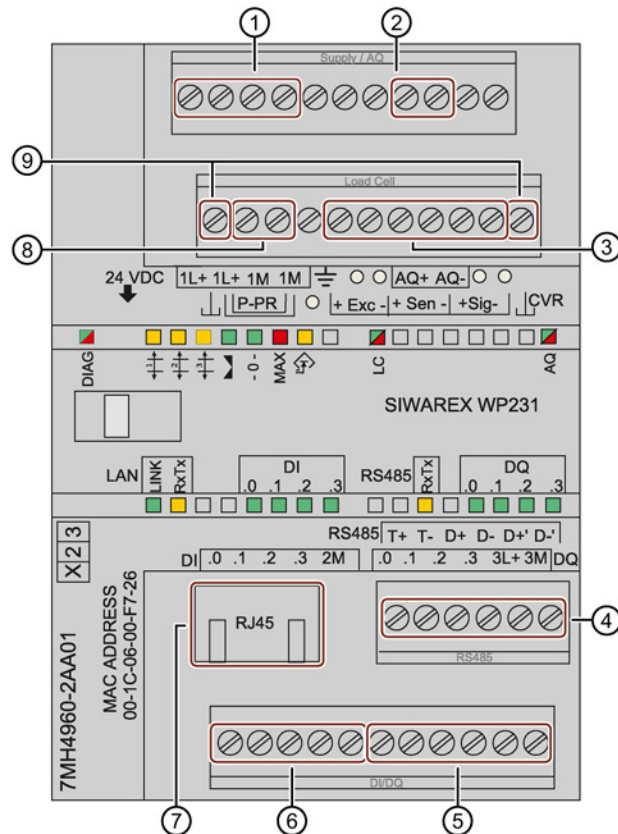 1 2
Supply / AQ
9
Load Cell
8 3
24 VDC 1L+ 1L+ 1M 1M AQ+ AQ-
P-PR + Exc - + Sen - +Sig- CVR
DIAG 1 2 3 - 0 - MAX LC AQ
SIWAREX WP231
LAN LINK RxTx DI .0 .1 .2 .3 RS485 RxTx DQ .0 .1 .2 .3
RS485 T+ T- D+ D- D+' D-'
DI .0 .1 .2 .3 2M .0 .1 .2 .3 3L+ 3M DQ
X 2 3
7MH4960-2AA01
MAC ADDRESS
00-1C-06-00-F7-26
RJ45
4
RS485
DI/DQ
7 6 5